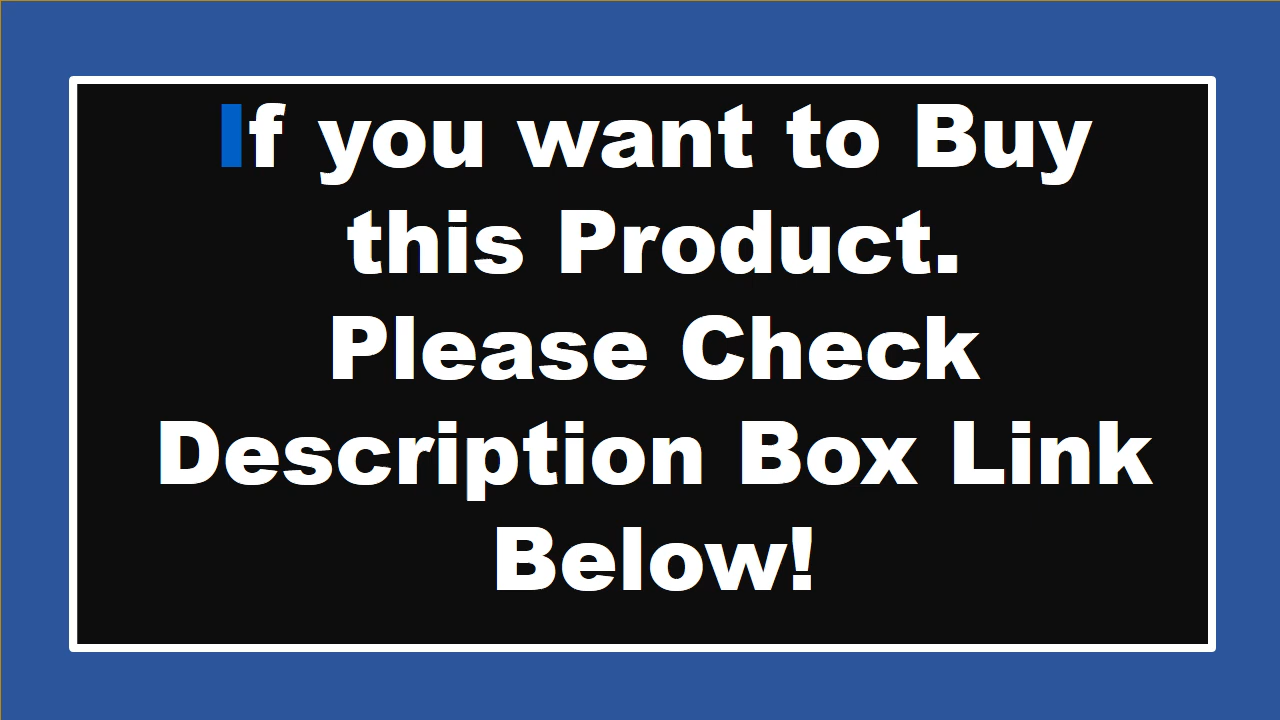 If you want to Buy
this Product.
Please Check
Description Box Link
Below!